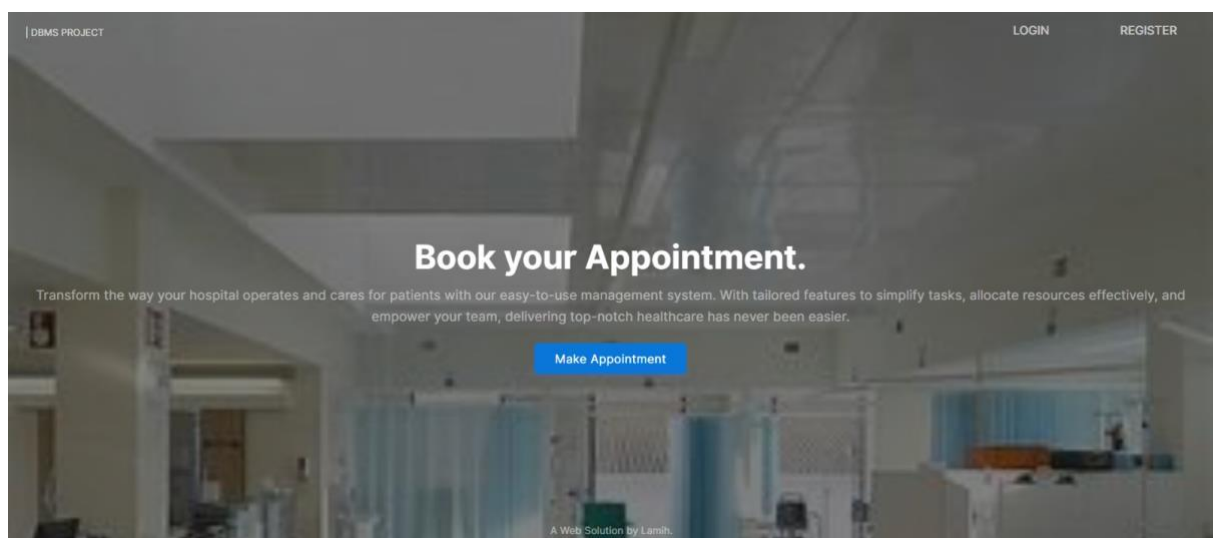 | DBMS PROJECT
LOGIN
REGISTER
Book your Appointment.
Transform the way your hospital operates and cares for patients with our easy-to-use management system. With tailored features to simplify tasks, allocate resources effectively, and
empower your team, delivering top-notch healthcare has never been easier.
Make Appointment
A Web Solution by Lamih.